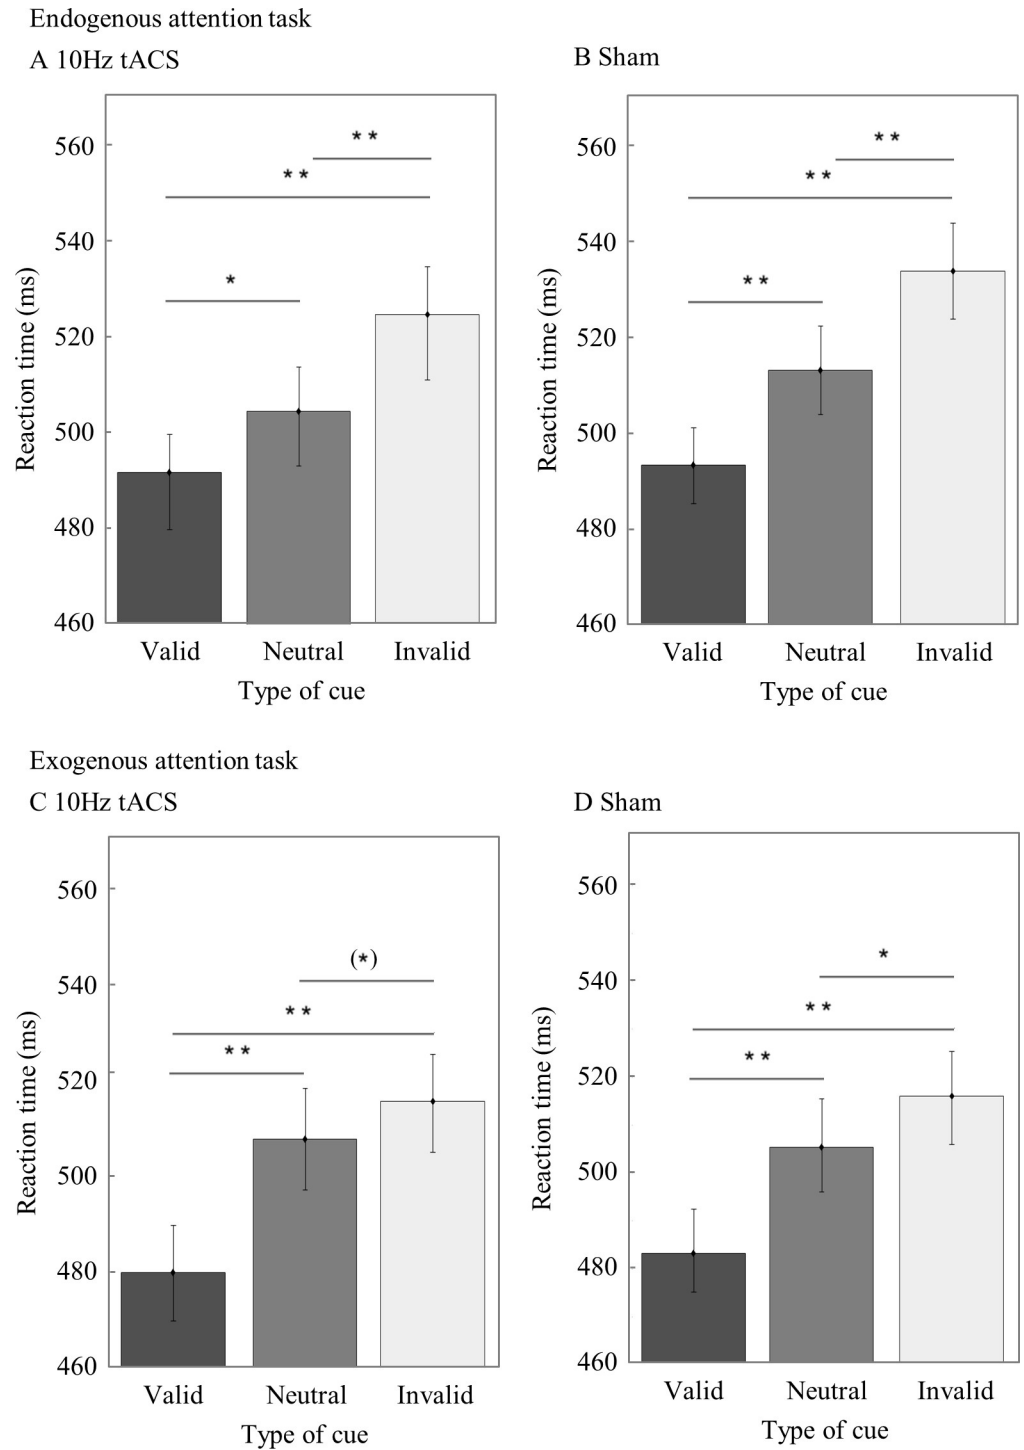 Endogenous attention task
A 10Hz tACS
560
540
520
500
480
460
Reaction time (ms)
**
**
*
Valid Neutral Invalid
Type of cue
B Sham
560
540
520
500
480
460
Reaction time (ms)
**
**
**
Valid Neutral Invalid
Type of cue
Exogenous attention task
C 10Hz tACS
560
540
520
500
480
460
Reaction time (ms)
(*)
**
**
Valid Neutral Invalid
Type of cue
D Sham
560
540
520
500
480
460
Reaction time (ms)
*
**
**
Valid Neutral Invalid
Type of cue